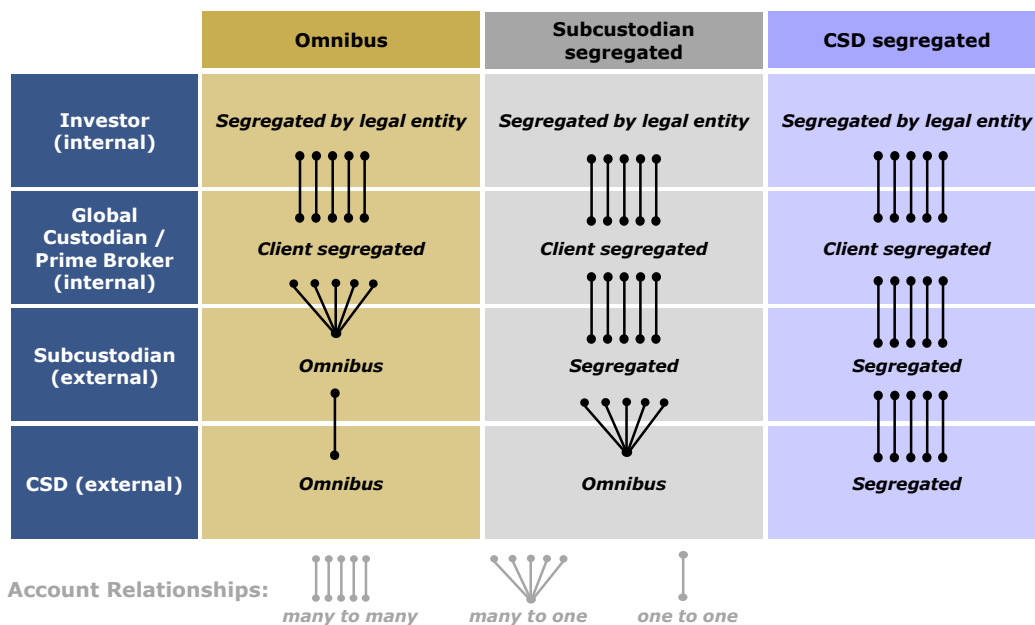 Omnibus
Subcustodian
segregated
CSD segregated
Investor
(internal)
Segregated by legal entity
Segregated by legal entity
Segregated by legal entity
Global
Custodian /
Prime Broker
(internal)
Client segregated
Client segregated
Client segregated
Subcustodian
(external)
Omnibus
Segregated
Segregated
CSD (external)
Omnibus
Omnibus
Segregated
Account Relationships:
many to many
many to one
one to one